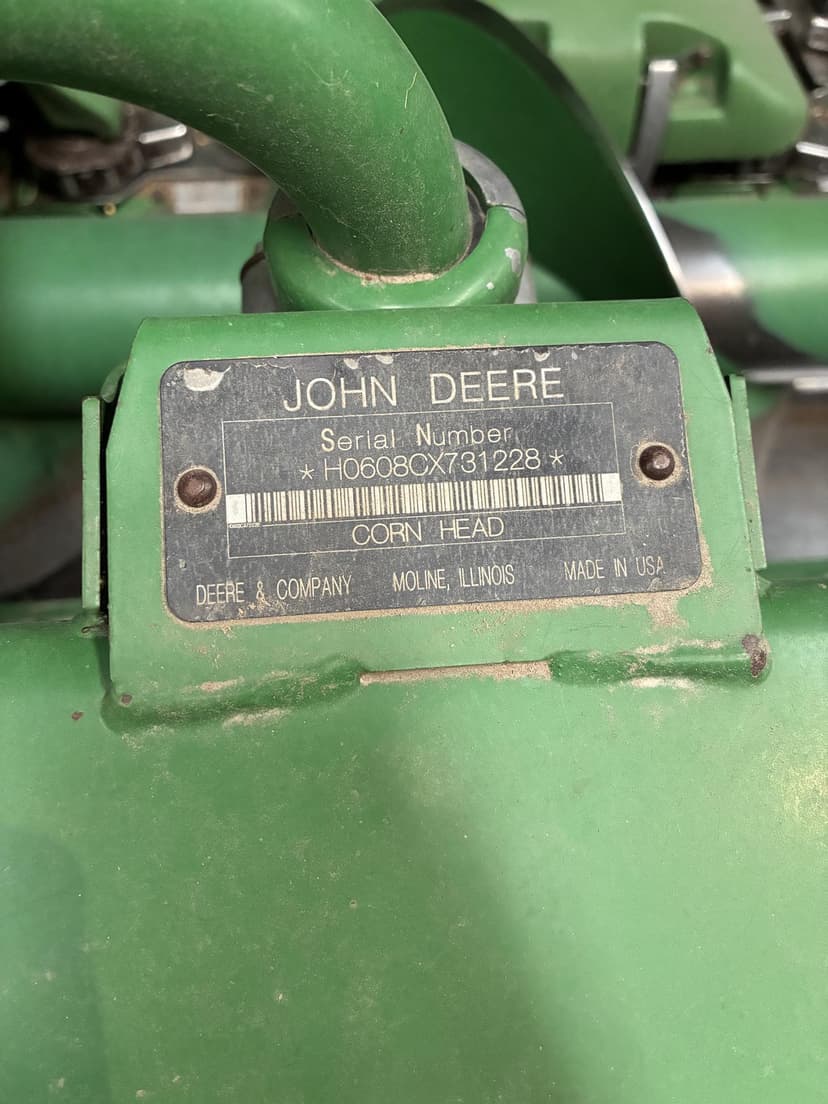 JOHN DEERE
Serial Number
*H0608CX731228*
CORN HEAD
DEERE & COMPANY MOLINE, ILLINOIS MADE IN USA